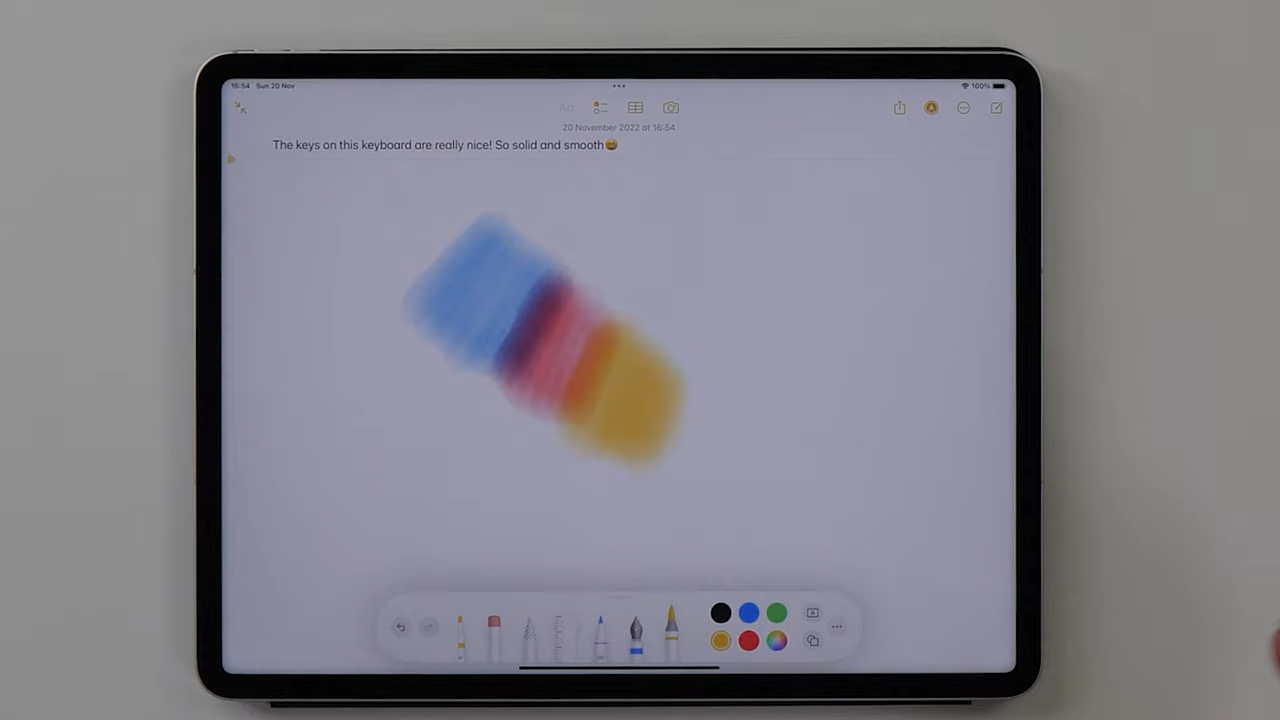 16:54 Sun 20 Nov
100%
20 November 2022 at 16:54
The keys on this keyboard are really nice! So solid and smooth😄